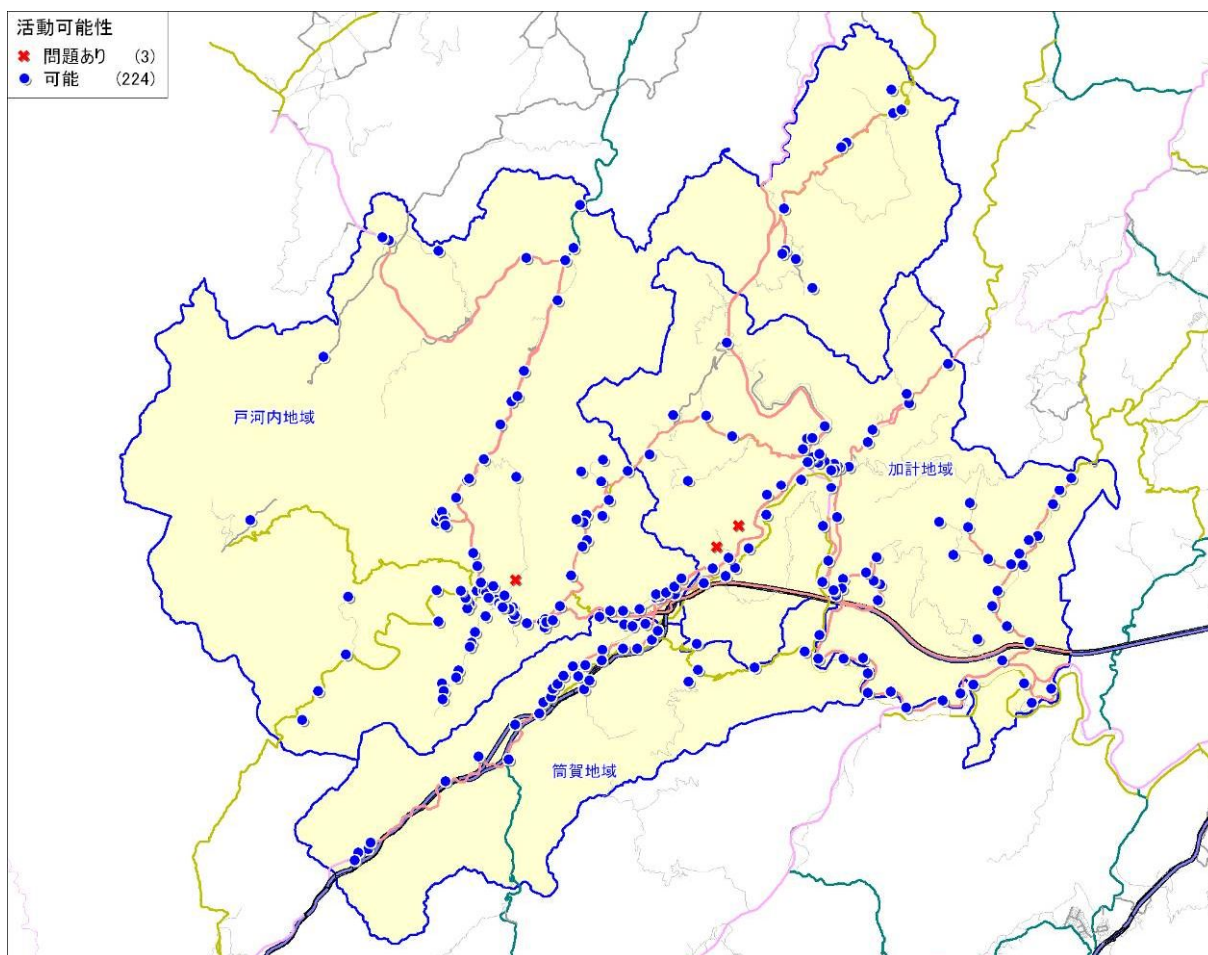 活動可能性
問題あり (3)
可能 (224)
戸河内地域
加計地域
筒賀地域